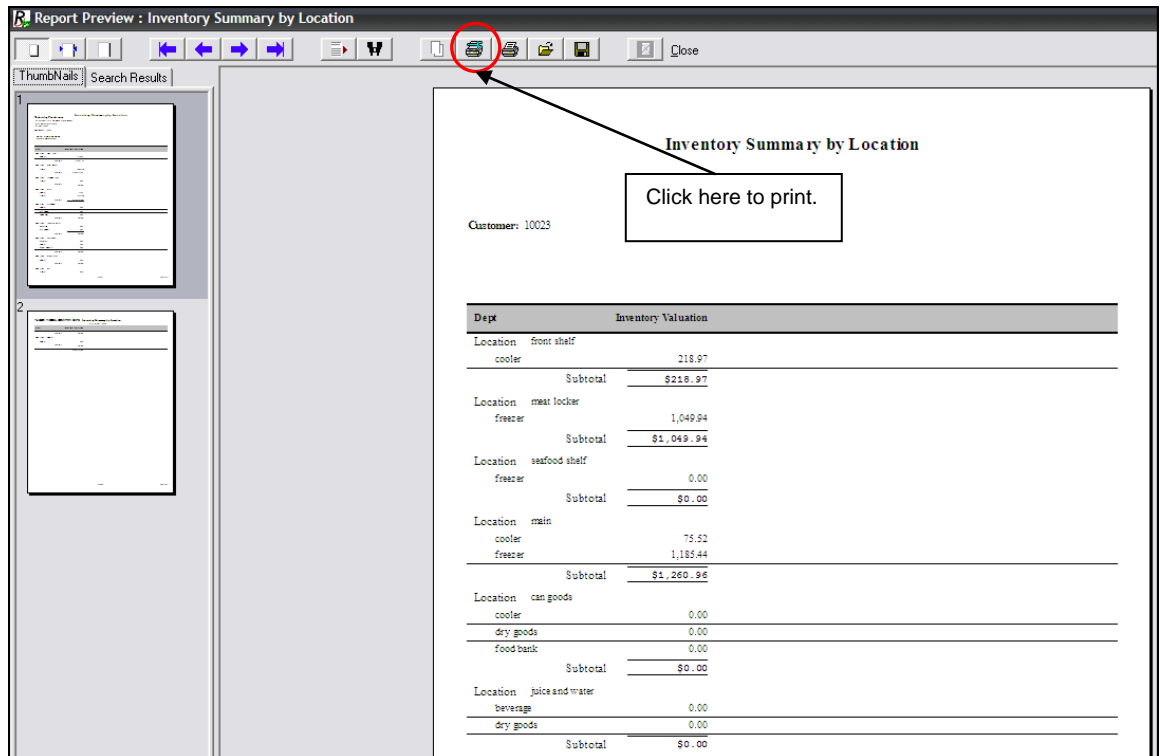 Report Preview : Inventory Summary by Location
Close
ThumbNails Search Results
1
2
Inventory Summary by Location
Click here to print.
Customer: 10023
Dept Inventory Valuation
Location front shelf
cooler 218.97
Subtotal $218.97
Location meat locker
freezer 1,049.94
Subtotal $1,049.94
Location seafood shelf
freezer 0.00
Subtotal $0.00
Location main
cooler 75.52
freezer 1,185.44
Subtotal $1,260.96
Location can goods
cooler 0.00
dry goods 0.00
food bank 0.00
Subtotal $0.00
Location juice and water
beverage 0.00
dry goods 0.00
Subtotal $0.00